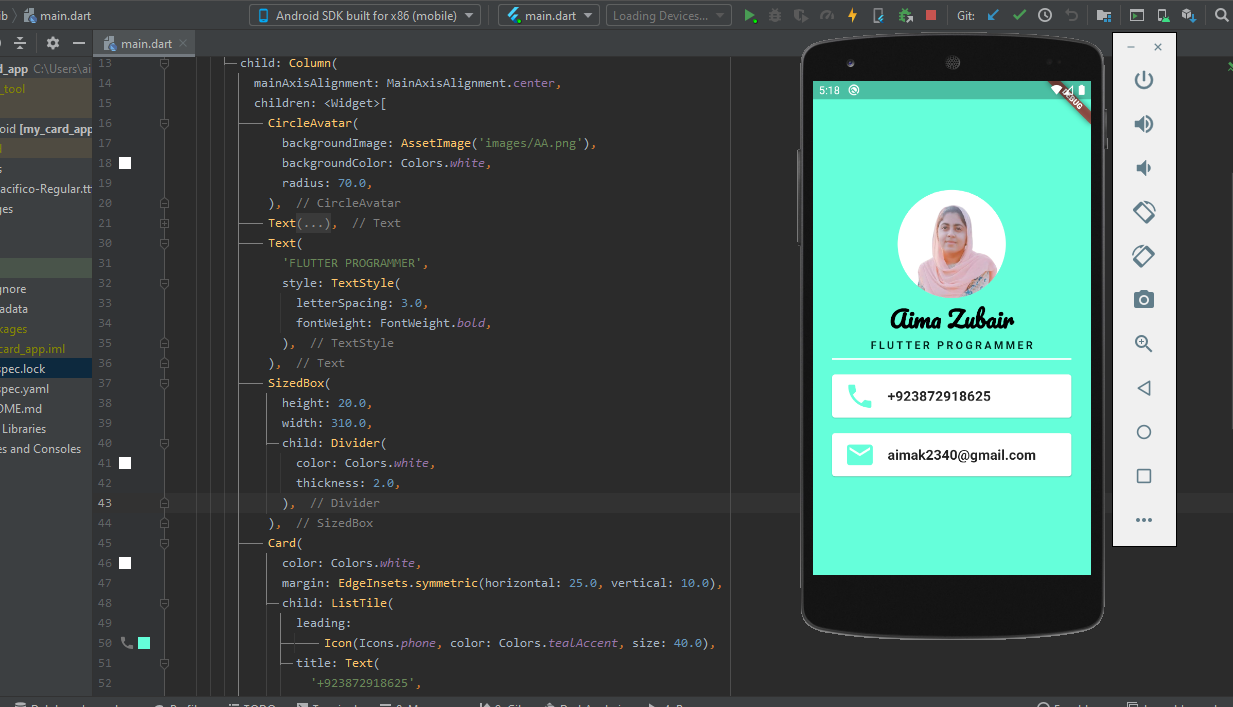 main.dart
Android SDK built for x86 (mobile)
main.dart
Loading Devices...
Git:
main.dart
d_app C:\Users\ai
_tool
oid [my_card_app
acifico-Regular.tt
ges
gnore
adata
kages
card_app.iml
spec.lock
spec.yaml
OME.md
Libraries
es and Consoles
13 child: Column(
14 mainAxisAlignment: MainAxisAlignment.center,
15 children: <Widget>[
16 CircleAvatar(
17 backgroundImage: AssetImage('images/AA.png'),
18 backgroundColor: Colors.white,
19 radius: 70.0,
20 ), // CircleAvatar
21 Text(...), // Text
30 Text(
31 'FLUTTER PROGRAMMER',
32 style: TextStyle(
33 letterSpacing: 3.0,
34 fontWeight: FontWeight.bold,
35 ), // TextStyle
36 ), // Text
37 SizedBox(
38 height: 20.0,
39 width: 310.0,
40 child: Divider(
41 color: Colors.white,
42 thickness: 2.0,
43 ), // Divider
44 ), // SizedBox
45 Card(
46 color: Colors.white,
47 margin: EdgeInsets.symmetric(horizontal: 25.0, vertical: 10.0),
48 child: ListTile(
49 leading:
50 Icon(Icons.phone, color: Colors.tealAccent, size: 40.0),
51 title: Text(
52 '+923872918625',
5:18
DEBUG
Aima Zubair
FLUTTER PROGRAMMER
+923872918625
aimak2340@gmail.com